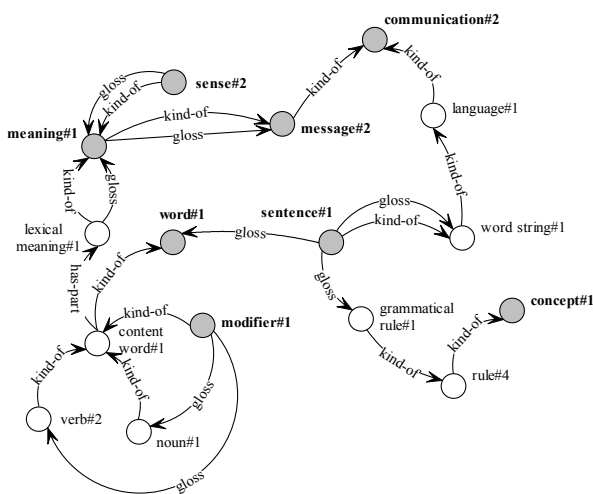 communication#2
gloss
kind-of
sense#2
kind-of
kind-of
kind-of
language#1
meaning#1
gloss
message#2
kind-of
gloss
kind-of
word#1
sentence#1
gloss
kind-of
word string#1
lexical
meaning#1
gloss
has-part
kind-of
gloss
concept#1
kind-of
modifier#1
grammatical
rule#1
content
word#1
kind-of
kind-of
kind-of
kind-of
rule#4
gloss
verb#2
noun#1
gloss